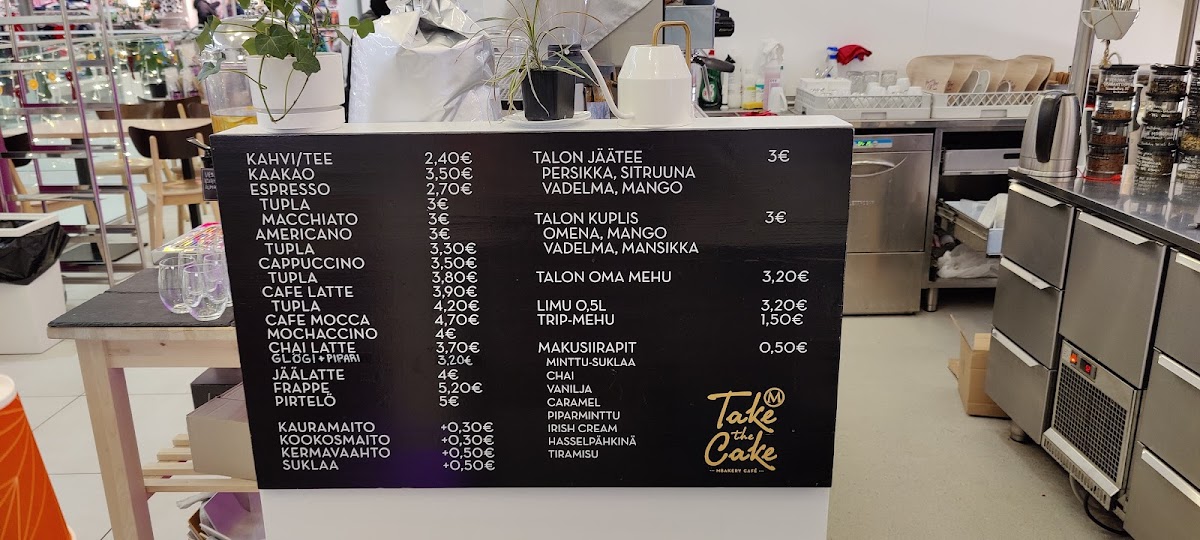 KAHVI/TEE 2,40€
KAAKAO 3,50€
ESPRESSO 2,70€
TUPLA 3€
MACCHIATO 3€
AMERICANO 3€
TUPLA 3,30€
CAPPUCCINO 3,50€
TUPLA 3,80€
CAFE LATTE 3,90€
TUPLA 4,20€
CAFE MOCCA 4,70€
MOCHACCINO 4€
CHAI LATTE 3,70€
GLÖGI + PIPARI 3,20€
JÄÄLATTE 4€
FRAPPE 5,20€
PIRTELÖ 5€
KAURAMAITO +0,30€
KOOKOSMAITO +0,30€
KERMAVAAHTO +0,50€
SUKLAA +0,50€
TALON JÄÄTEE 3€
PERSIKKA, SITRUUNA
VADELMA, MANGO
TALON KUPLIS 3€
OMENA, MANGO
VADELMA, MANSIKKA
TALON OMA MEHU 3,20€
LIMU 0,5L 3,20€
TRIP-MEHU 1,50€
MAKUSIIRAPIT 0,50€
MINTTU-SUKLAA
CHAI
VANILJA
CARAMEL
PIPARMINTTU
IRISH CREAM
HASSELPÄHKINÄ
TIRAMISU
M
Take
the
Cake
– MBAKERY CAFÉ –